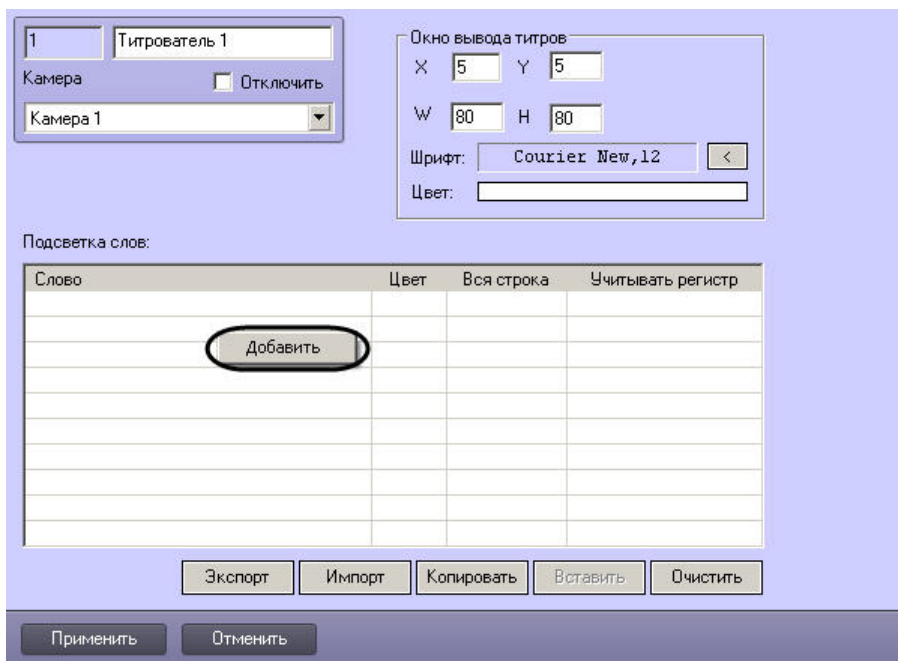 1 Титрователь 1
Камера Отключить
Камера 1
Окно вывода титров
X 5 Y 5
W 80 H 80
Шрифт: Courier New,12 <
Цвет:
Подсветка слов:
Слово Цвет Вся строка Учитывать регистр
Добавить
Экспорт Импорт Копировать Вставить Очистить
Применить Отменить